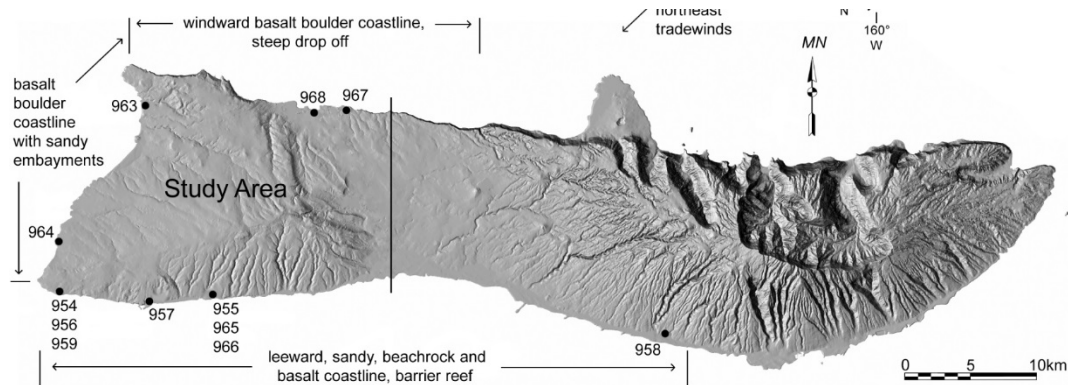 windward basalt boulder coastline,
steep drop off
northeast
tradewinds
N
160°
W
MN
basalt
boulder
coastline
with sandy
embayments
963
968
967
Study Area
964
954
956
959
957
955
965
966
958
leeward, sandy, beachrock and
basalt coastline, barrier reef
0 5 10km